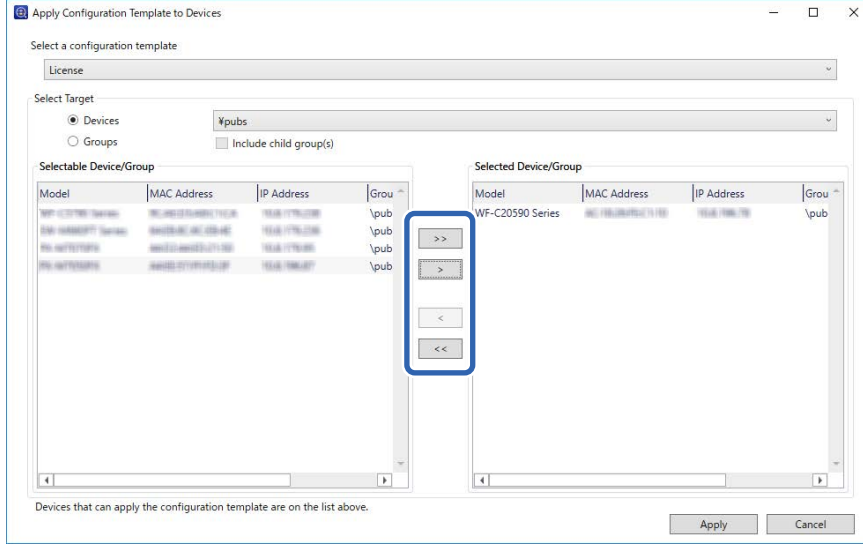 Apply Configuration Template to Devices
Select a configuration template
License
Select Target
Devices
¥pubs
Groups
Include child group(s)
Selectable Device/Group
Selected Device/Group
Model MAC Address IP Address Grou
Model MAC Address IP Address Grou
\pub
WF-C20590 Series \pub
\pub
\pub
\pub
>>
>
<
<<
Devices that can apply the configuration template are on the list above.
Apply
Cancel